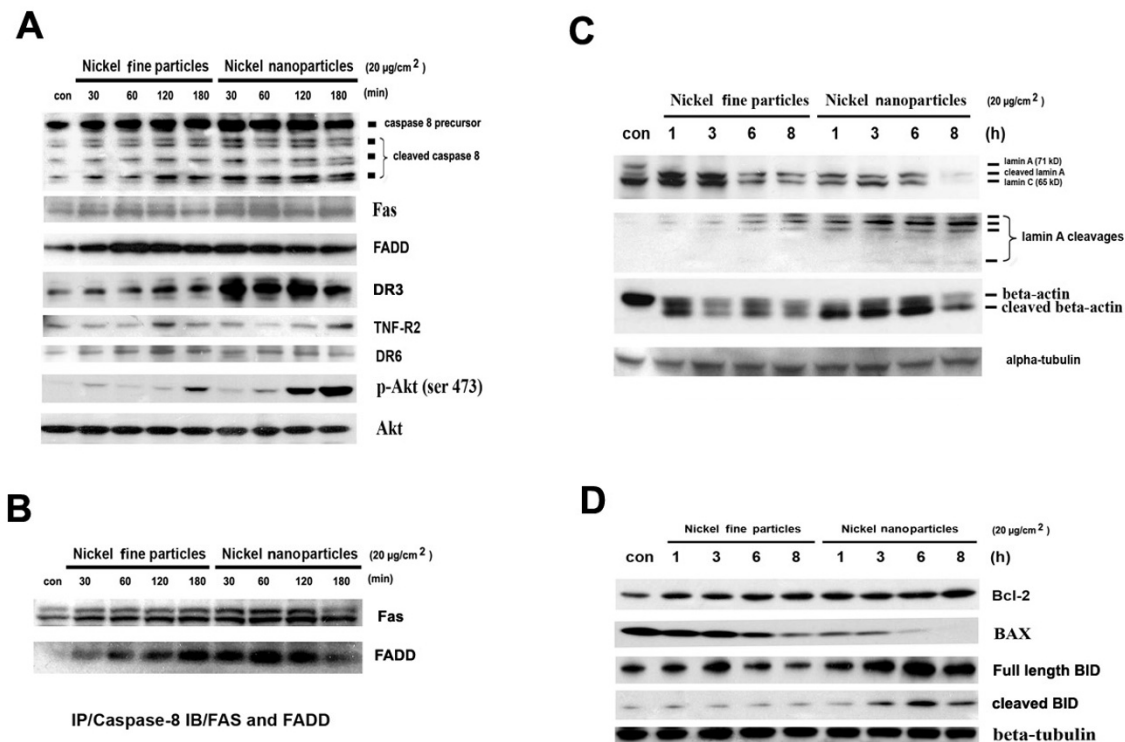 A
Nickel fine particles Nickel nanoparticles (20 µg/cm2 )
con 30 60 120 180 30 60 120 180 (min)
caspase 8 precursor
cleaved caspase 8
Fas
FADD
DR3
TNF-R2
DR6
p-Akt (ser 473)
Akt
B
Nickel fine particles Nickel nanoparticles (20 µg/cm2 )
con 30 60 120 180 30 60 120 180 (min)
Fas
FADD
IP/Caspase-8 IB/FAS and FADD
C
Nickel fine particles Nickel nanoparticles (20 µg/cm2 )
con 1 3 6 8 1 3 6 8 (h)
lamin A (71 kD)
cleaved lamin A
lamin C (65 kD)
lamin A cleavages
beta-actin
cleaved beta-actin
alpha-tubulin
D
Nickel fine particles Nickel nanoparticles (20 µg/cm2 )
con 1 3 6 8 1 3 6 8 (h)
Bcl-2
BAX
Full length BID
cleaved BID
beta-tubulin